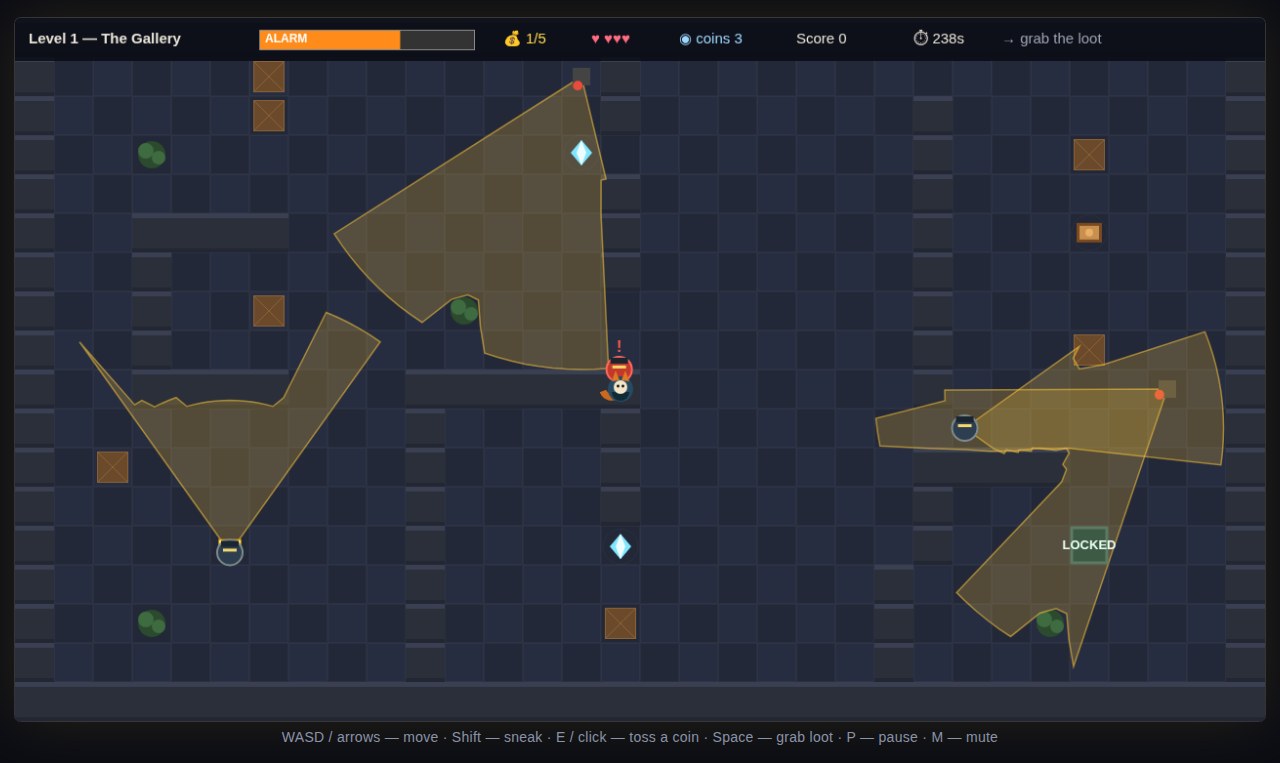 Level 1 — The Gallery
ALARM
💰 1/5
♥ ♥♥♥
◉ coins 3
Score 0
⏱ 238s
→ grab the loot
!
LOCKED
WASD / arrows — move · Shift — sneak · E / click — toss a coin · Space — grab loot · P — pause · M — mute